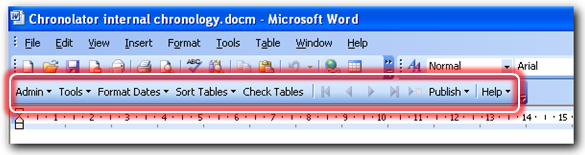 Chronolator internal chronology.docm - Microsoft Word
File Edit View Insert Format Tools Table Window Help
ABC Normal Arial
Admin Tools Format Dates Sort Tables Check Tables Publish Help
1 2 3 4 5 6 7 8 9 10 11 12 13 14 15